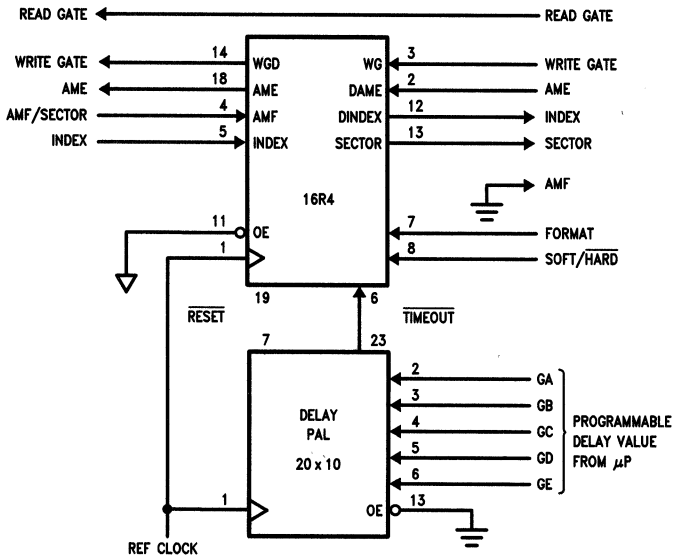 READ GATE READ GATE
WRITE GATE 14 WGD WG 3 WRITE GATE
AME 18 AME DAME 2 AME
AMF/SECTOR 4 AMF DINDEX 12 INDEX
INDEX 5 INDEX SECTOR 13 SECTOR
AMF
16R4
11 OE 7 FORMAT
1 8 SOFT/HARD
19 6
RESET TIMEOUT
7 23
2 GA
DELAY 3 GB
PAL 4 GC
20 x 10 5 GD
6 GE
PROGRAMMABLE
DELAY VALUE
FROM μP
1 OE 13
REF CLOCK